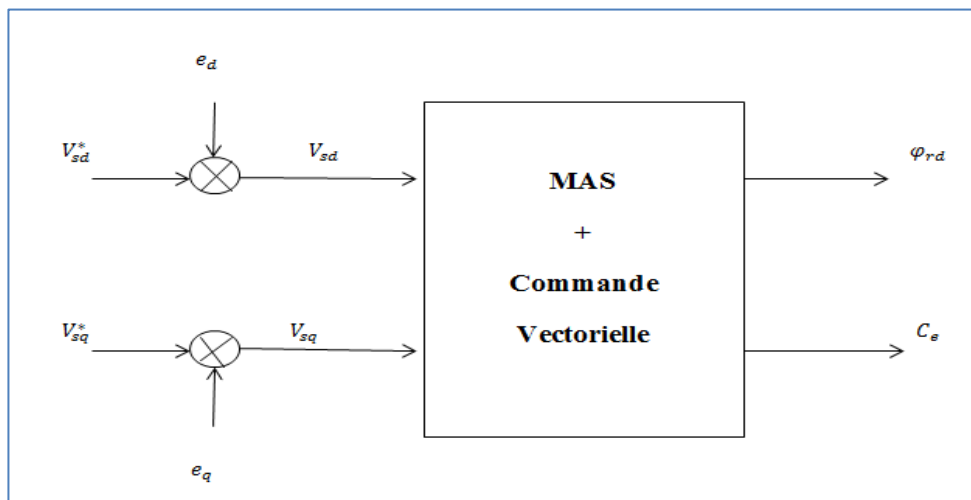 e_d
V*_sd
V_sd
MAS
φ_rd
+
Commande
V*_sq
V_sq
Vectorielle
C_e
e_q